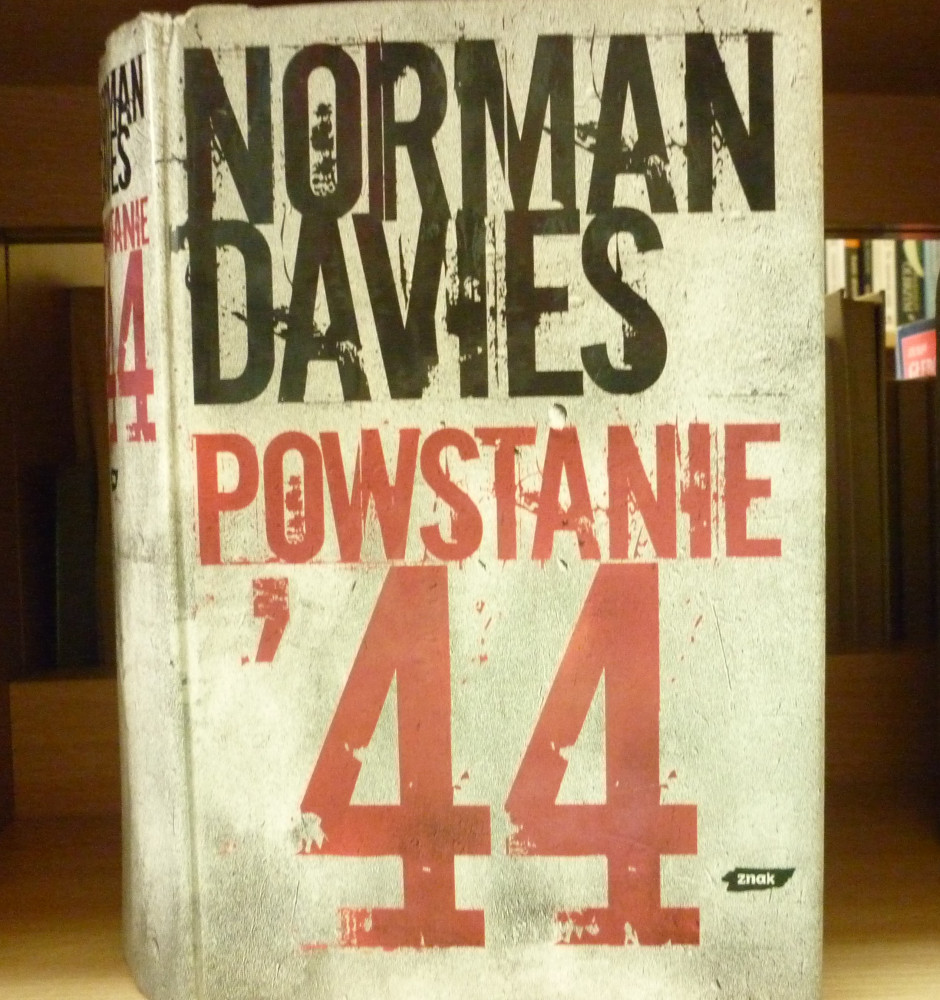 NORMAN
DAVIES
POWSTANIE
'44
znak